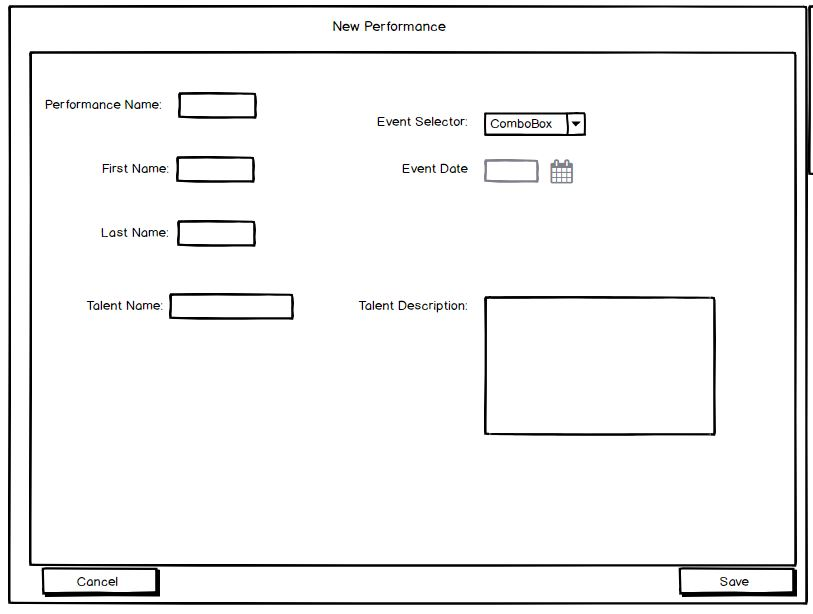 New Performance
Performance Name:
Event Selector: ComboBox
First Name:
Event Date
Last Name:
Talent Name:
Talent Description:
Cancel
Save